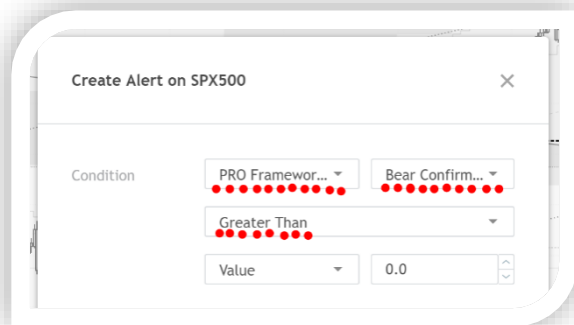 Create Alert on SPX500
Condition PRO Framewor... Bear Confirm...
Greater Than
Value 0.0